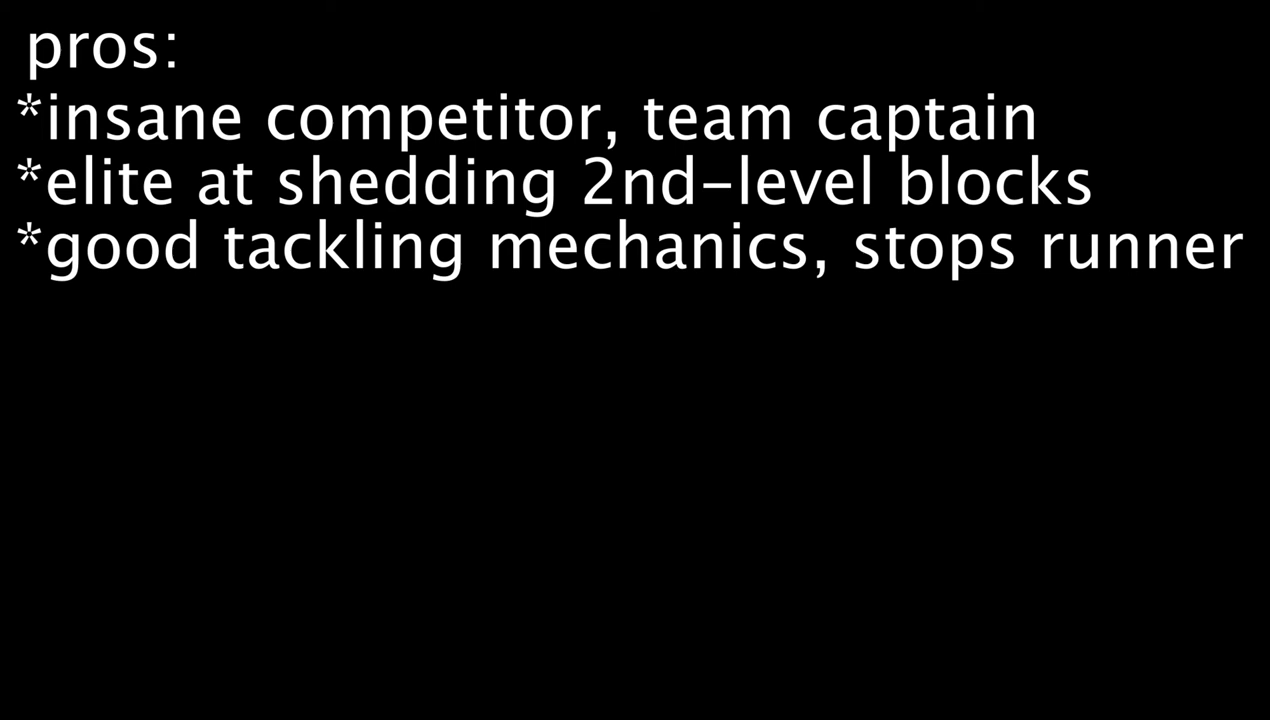 pros:
*insane competitor, team captain
*elite at shedding 2nd-level blocks
*good tackling mechanics, stops runner